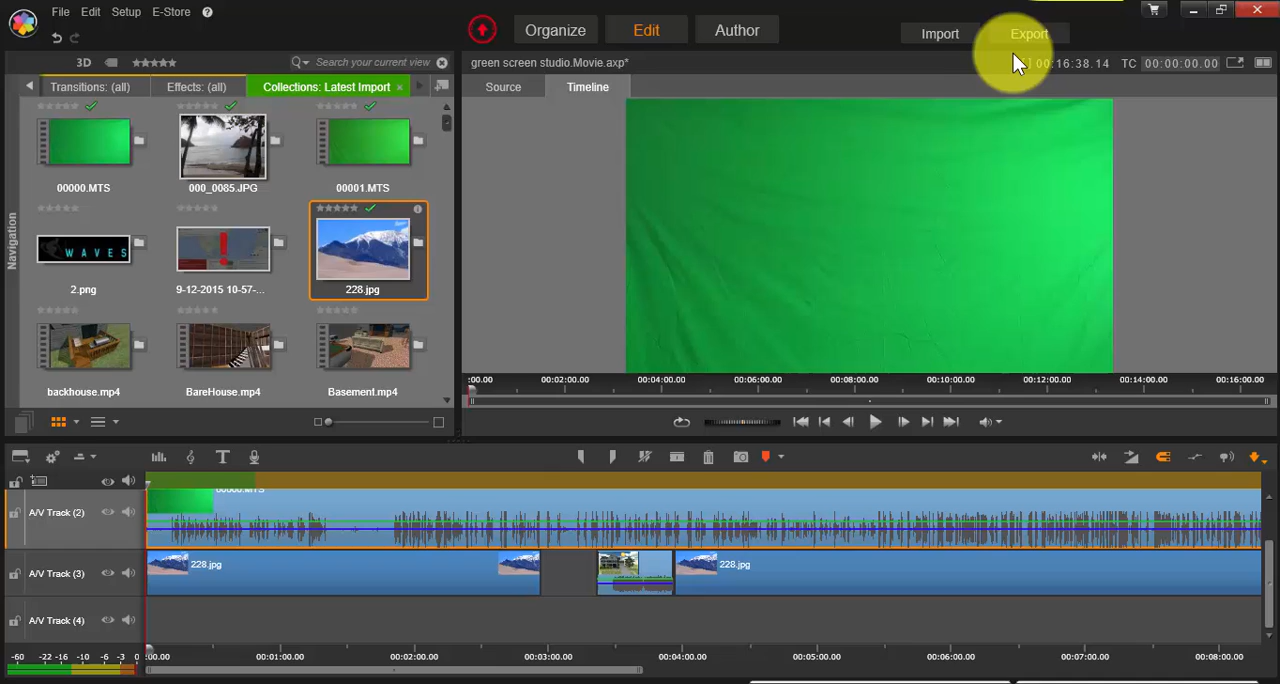 File Edit Setup E-Store ?
Organize Edit Author
Import Export
3D
Search your current view
green screen studio.Movie.axp*
00:16:38.14 TC 00:00:00.00
Transitions: (all) Effects: (all) Collections: Latest Import ×
Source Timeline
00000.MTS 000_0085.JPG 00001.MTS
WAVES
2.png 9-12-2015 10-57-... 228.jpg
backhouse.mp4 BareHouse.mp4 Basement.mp4
Navigation
:00.00 00:02:00.00 00:04:00.00 00:06:00.00 00:08:00.00 00:10:00.00 00:12:00.00 00:14:00.00 00:16:00.00
00000.MTS
A/V Track (2)
A/V Track (3)
228.jpg 228.jpg
A/V Track (4)
-60 -22 -16 -10 -6 -3 0
:00.00 00:01:00.00 00:02:00.00 00:03:00.00 00:04:00.00 00:05:00.00 00:06:00.00 00:07:00.00 00:08:00.00